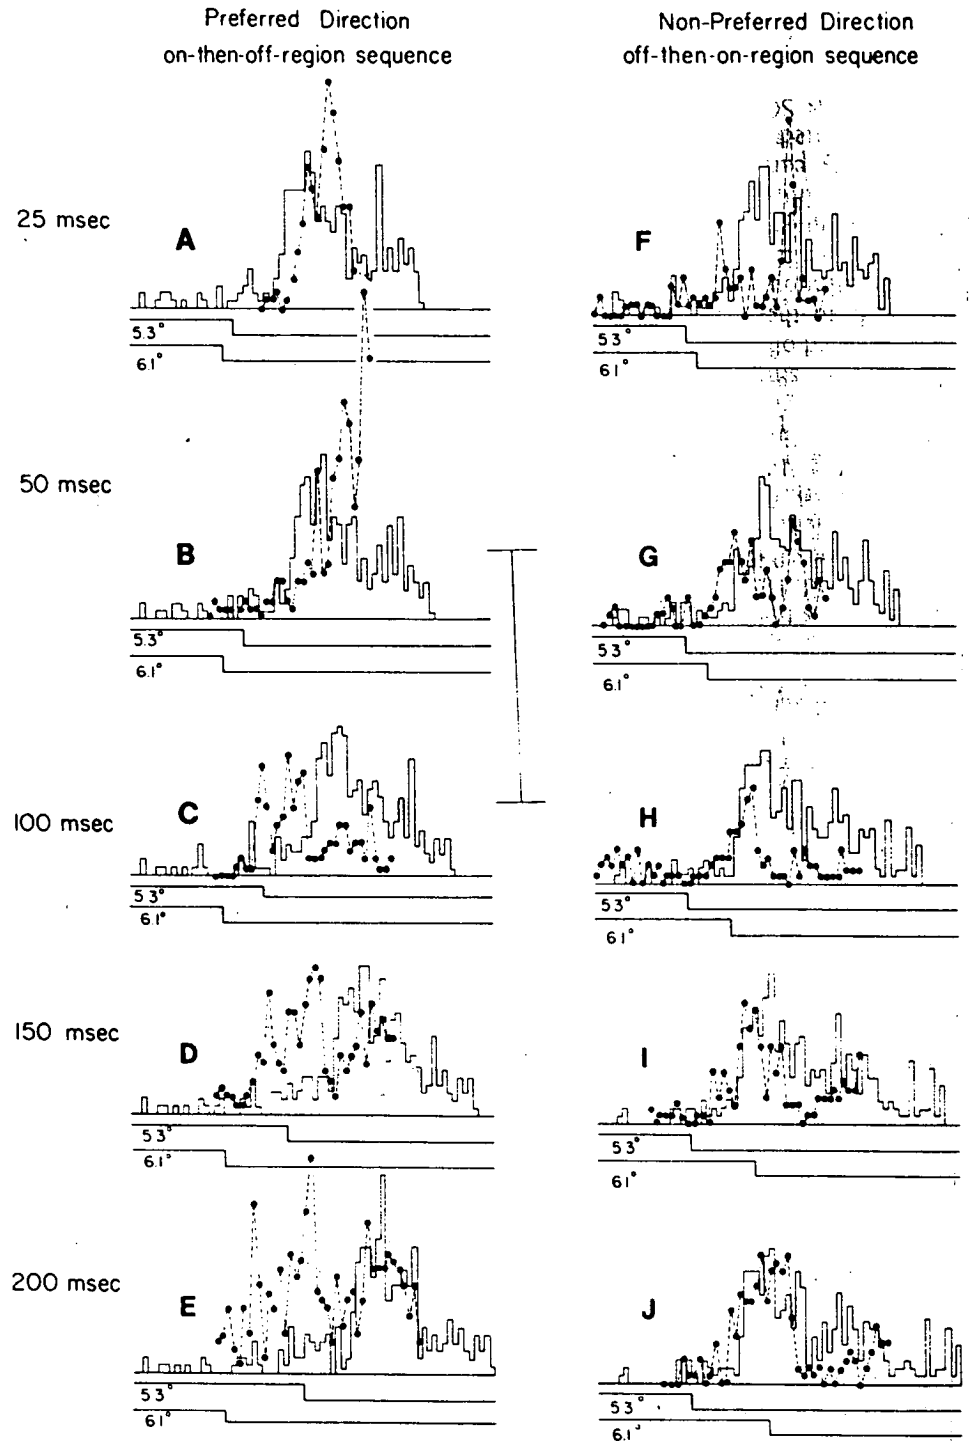 Preferred Direction
on-then-off-region sequence
Non-Preferred Direction
off-then-on-region sequence
25 msec
A
F
5.3°
6.1°
5.3°
6.1°
50 msec
B
G
5.3°
6.1°
5.3°
6.1°
100 msec
C
H
5.3°
6.1°
5.3°
6.1°
150 msec
D
I
5.3°
6.1°
5.3°
6.1°
200 msec
E
J
5.3°
6.1°
5.3°
6.1°